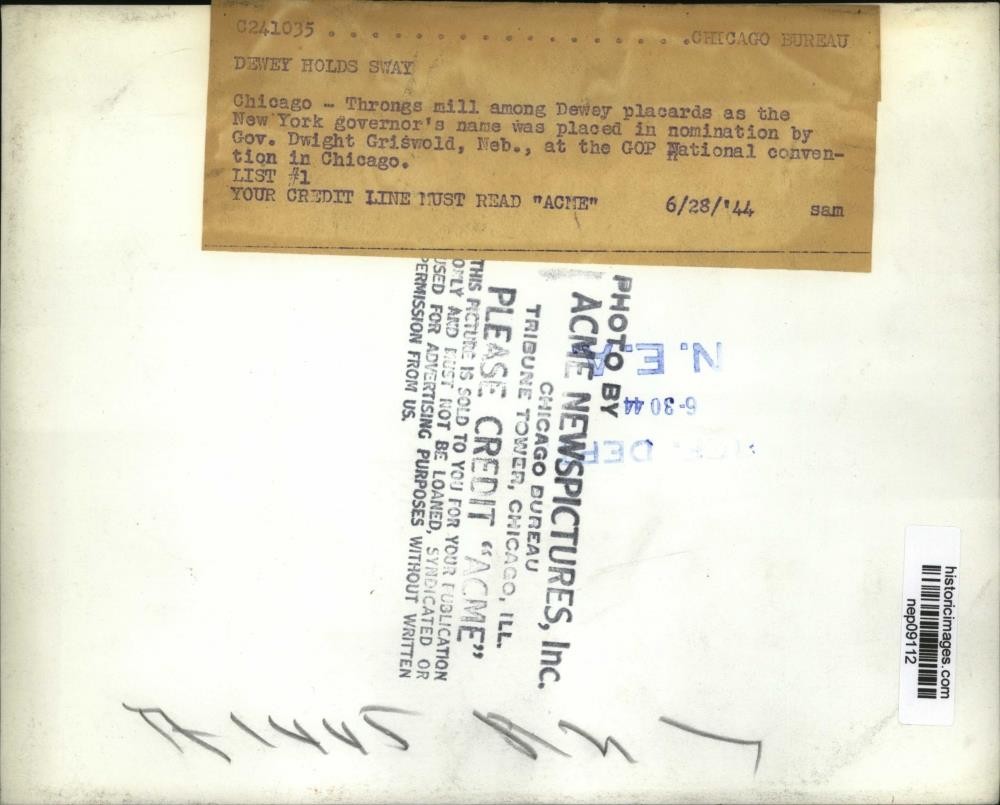 C241035 . . . . . . . . . . . . . . . . . . .CHICAGO BUREAU
DEWEY HOLDS SWAY
Chicago - Throngs mill among Dewey placards as the
New York governor's name was placed in nomination by
Gov. Dwight Griswold, Neb., at the GOP National conven-
tion in Chicago.
LIST #1
YOUR CREDIT LINE MUST READ "ACME" 6/28/'44 sam
PHOTO BY
ACME NEWSPICTURES, Inc.
CHICAGO BUREAU
TRIBUNE TOWER, CHICAGO, ILL.
PLEASE CREDIT "ACME"
THIS PICTURE IS SOLD TO YOU FOR YOUR PUBLICATION
ONLY AND MUST NOT BE LOANED, SYNDICATED OR
USED FOR ADVERTISING PURPOSES WITHOUT WRITTEN
PERMISSION FROM US.
N. E. A.
6-30 44
historicimages.com
nep09112